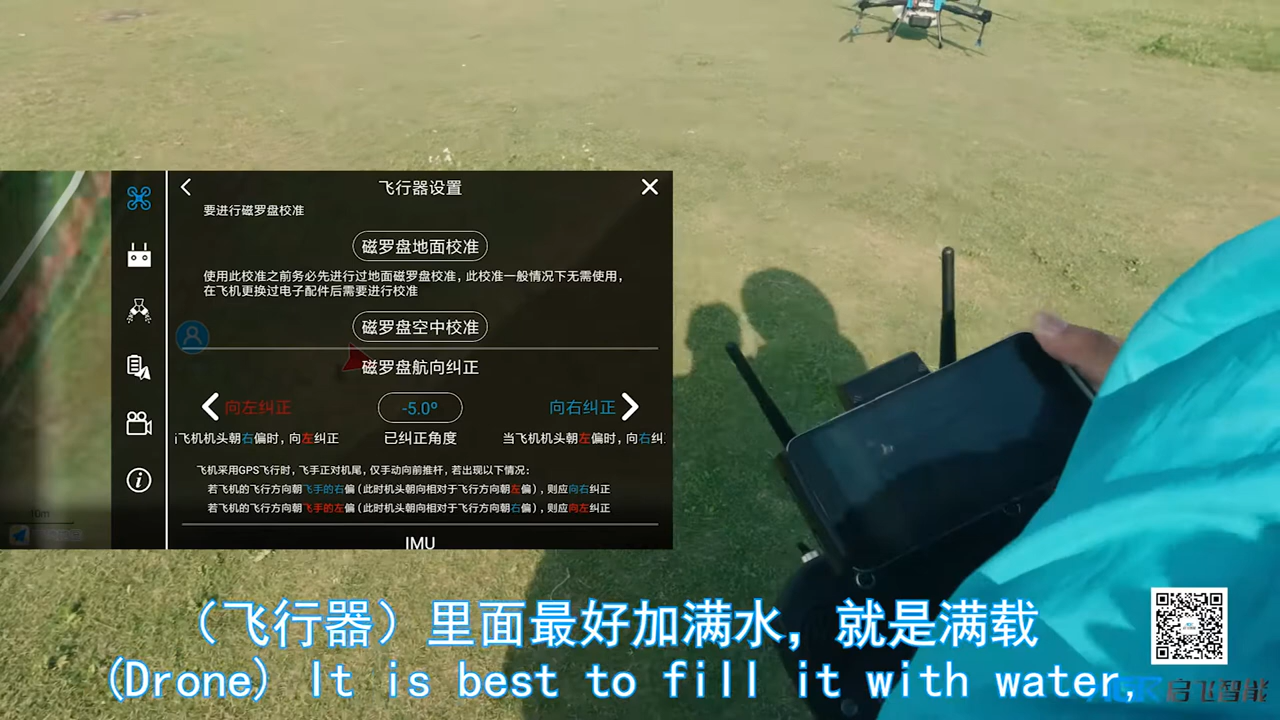 飞行器设置
要进行磁罗盘校准
磁罗盘地面校准
使用此校准之前务必先进行过地面磁罗盘校准，此校准一般情况下无需使用，
在飞机更换过电子配件后需要进行校准
磁罗盘空中校准
磁罗盘航向纠正
向左纠正
-5.0°
向右纠正
飞机机头朝右偏时，向左纠正
已纠正角度
当飞机机头朝左偏时，向右纠
飞机采用GPS飞行时，飞手正对机尾，仅手动向前推杆，若出现以下情况：
若飞机的飞行方向朝飞手的右偏（此时机头朝向相对于飞行方向朝左偏），则应向右纠正
若飞机的飞行方向朝飞手的左偏（此时机头朝向相对于飞行方向朝右偏），则应向左纠正
10m
IMU
（飞行器）里面最好加满水，就是满载
(Drone) It is best to fill it with water,
启飞智能